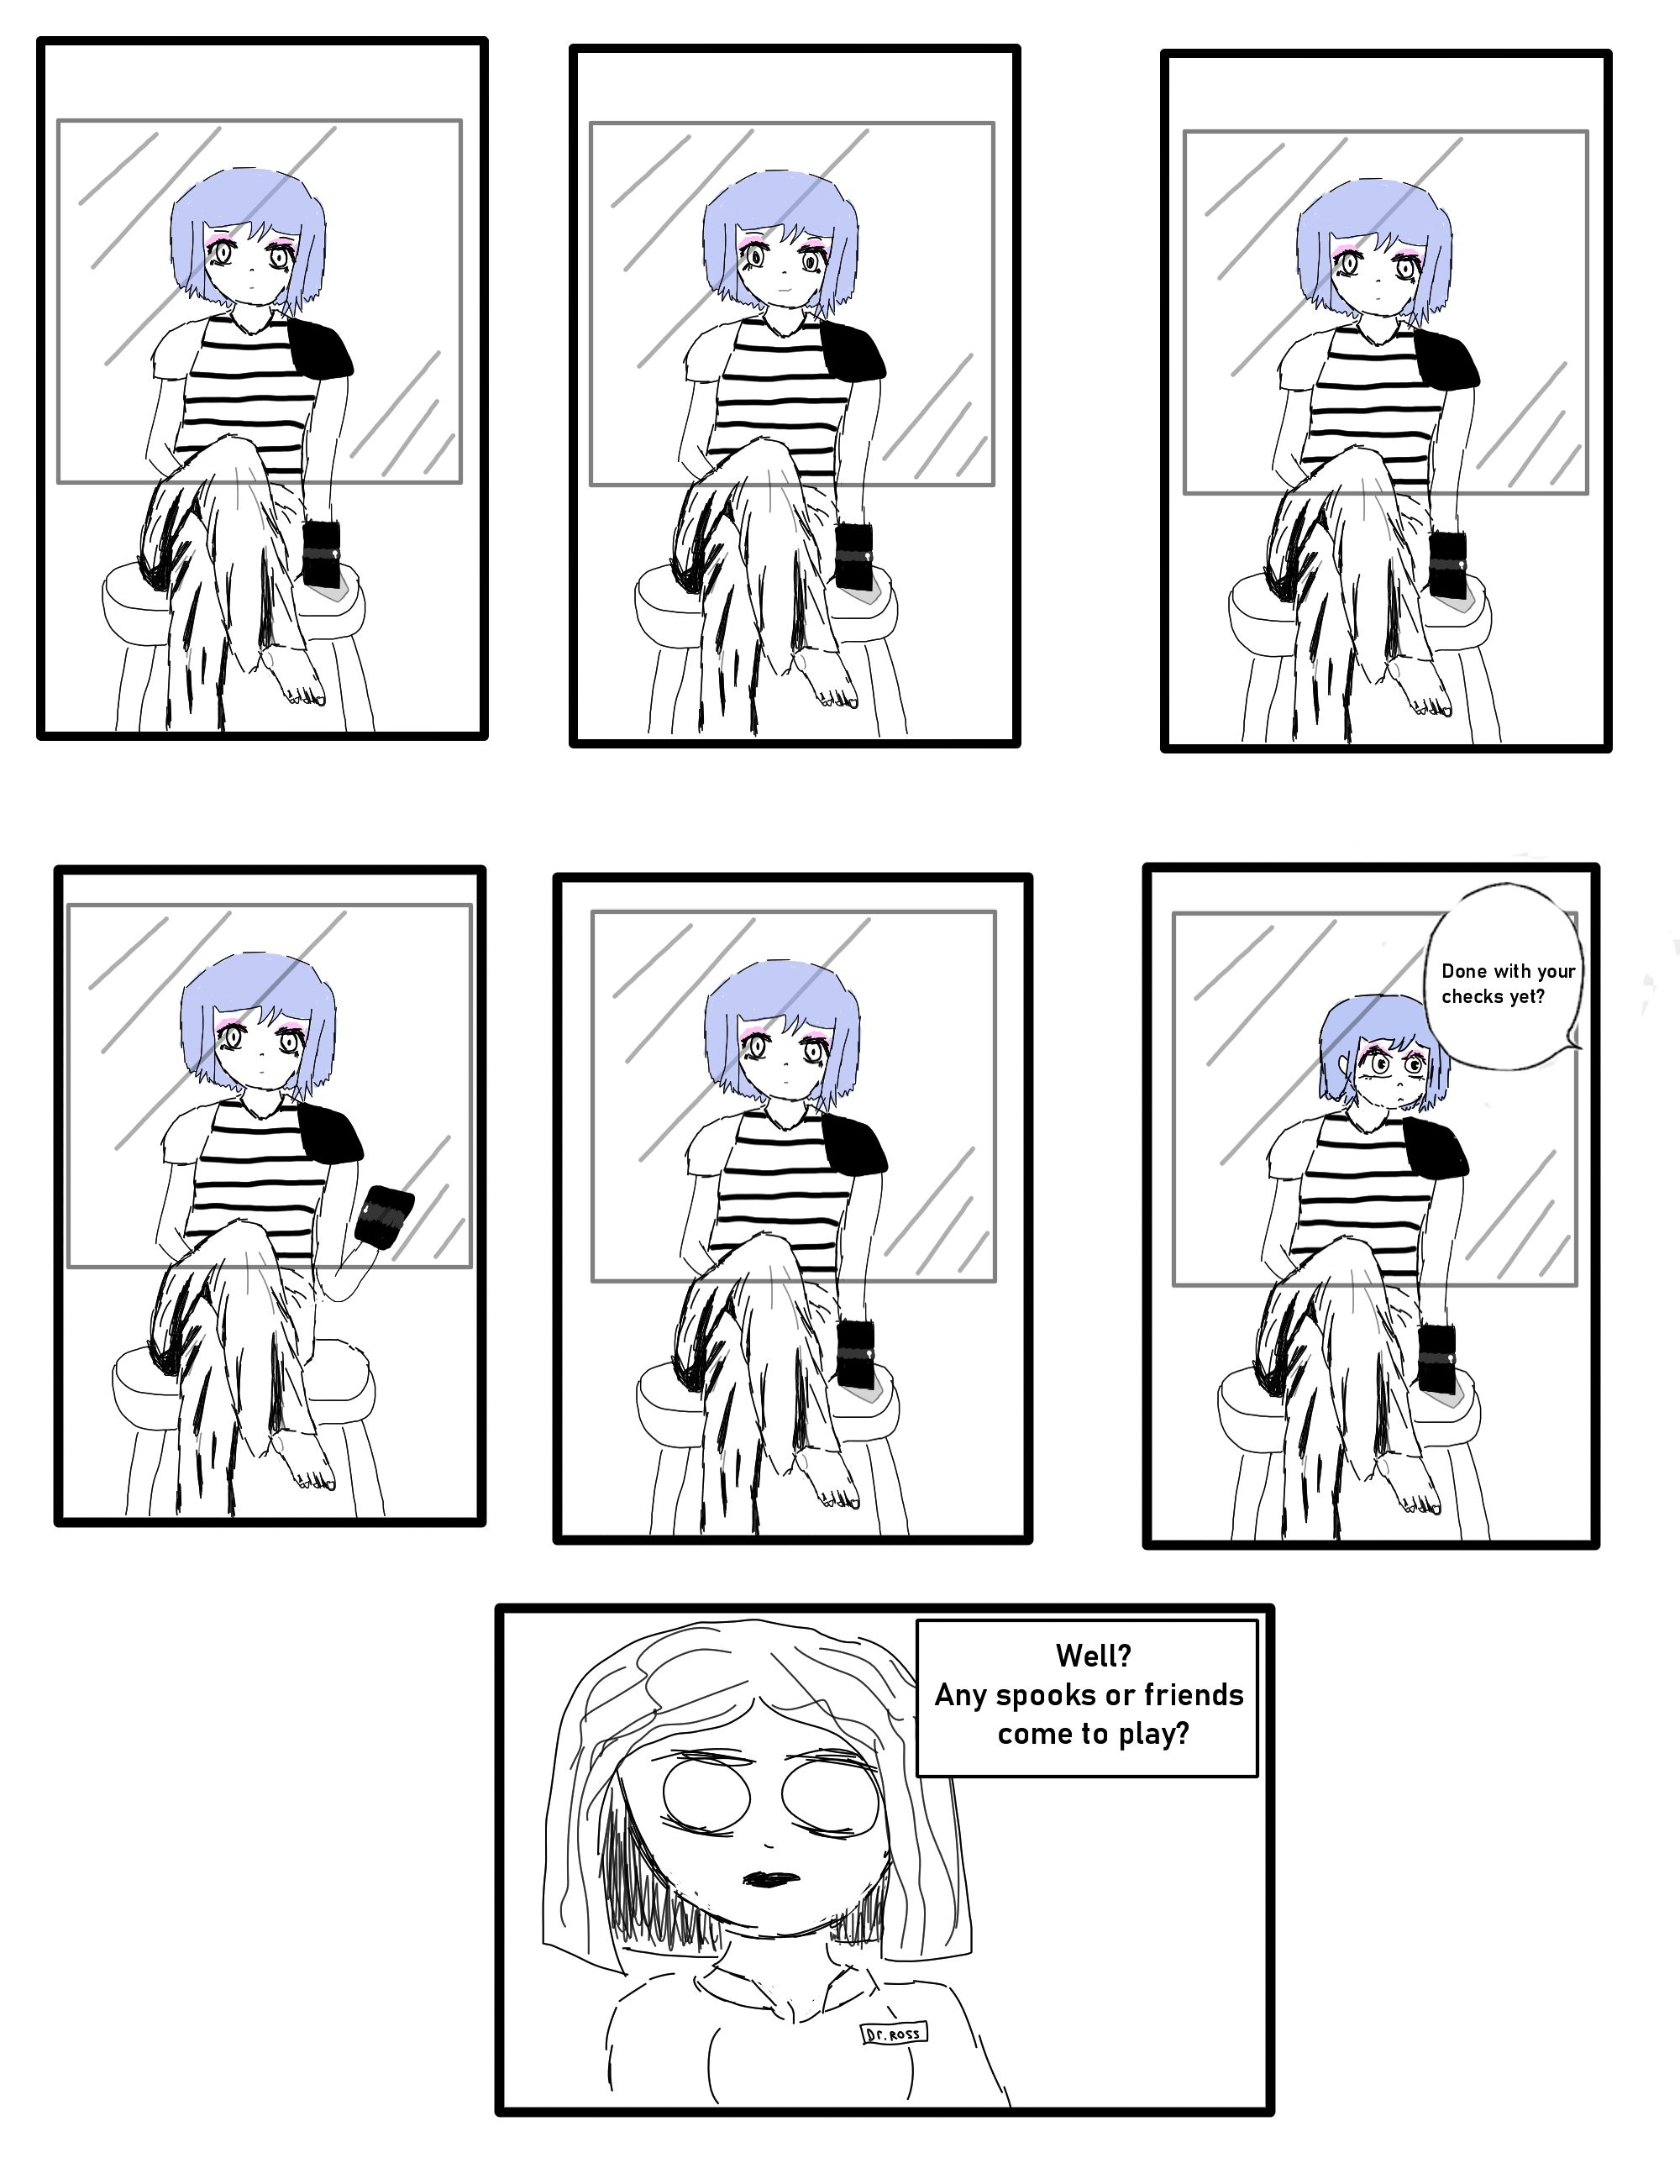 Done with your
checks yet?
Well?
Any spooks or friends
come to play?
Dr. Ross